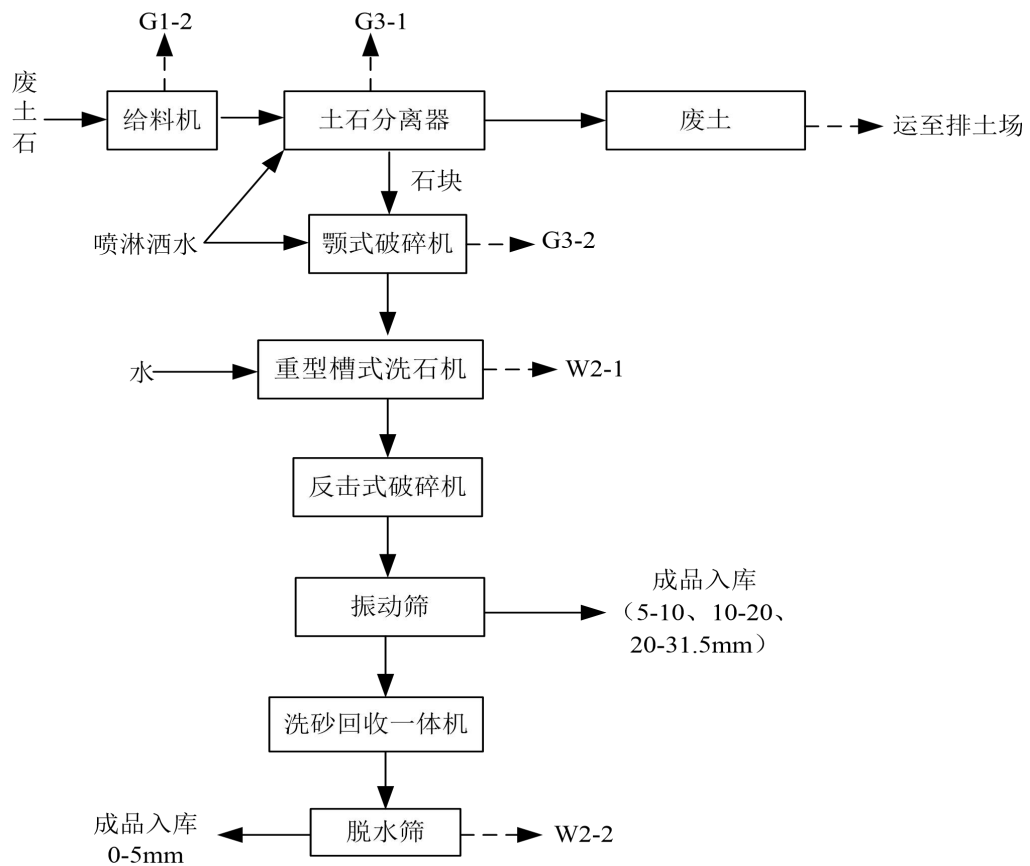 G1-2
G3-1
废土石
给料机
土石分离器
废土
运至排土场
石块
喷淋洒水
颚式破碎机
G3-2
水
重型槽式洗石机
W2-1
反击式破碎机
振动筛
成品入库
（5-10、10-20、
20-31.5mm）
洗砂回收一体机
成品入库
0-5mm
脱水筛
W2-2